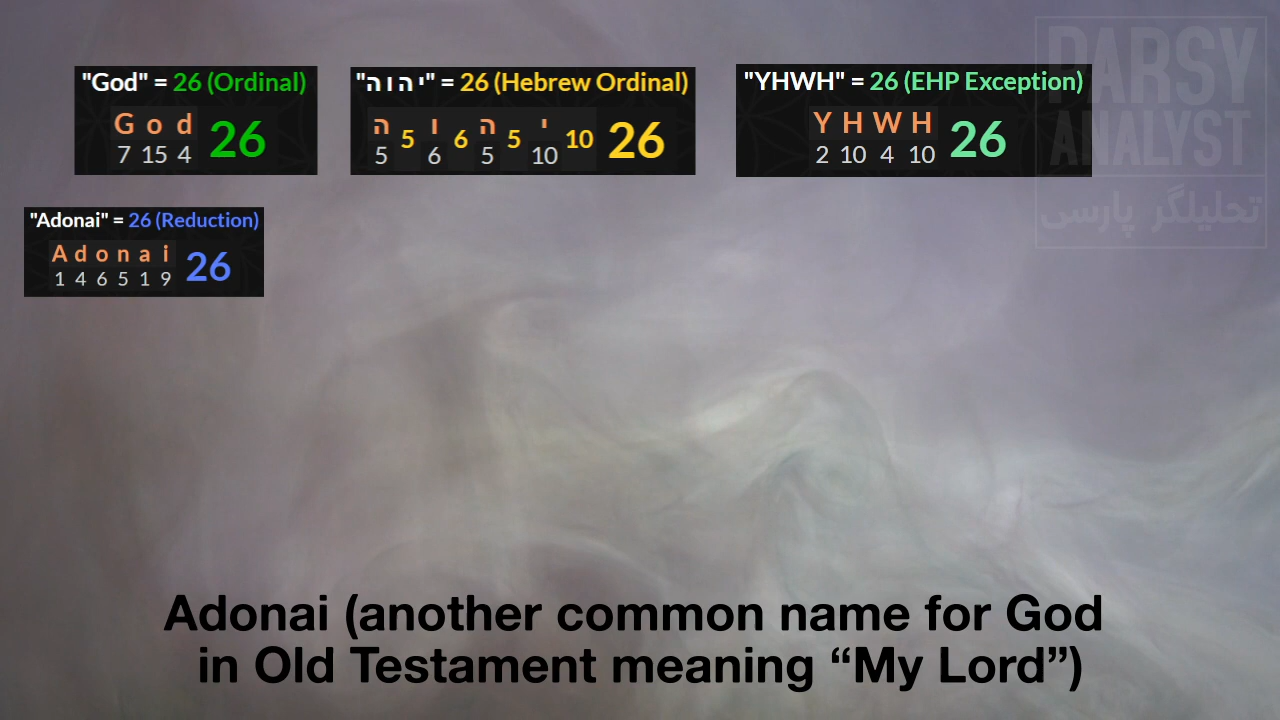 "God" = 26 (Ordinal)
G o d 26
7 15 4
"יהוה" = 26 (Hebrew Ordinal)
ה 5 ו 6 ה 5 י 10 26
5 6 5 10
"YHWH" = 26 (EHP Exception)
Y H W H 26
2 10 4 10
PARSY
ANALYST
تحلیلگر پارسی
"Adonai" = 26 (Reduction)
A d o n a i 26
1 4 6 5 1 9
Adonai (another common name for God
in Old Testament meaning “My Lord”)